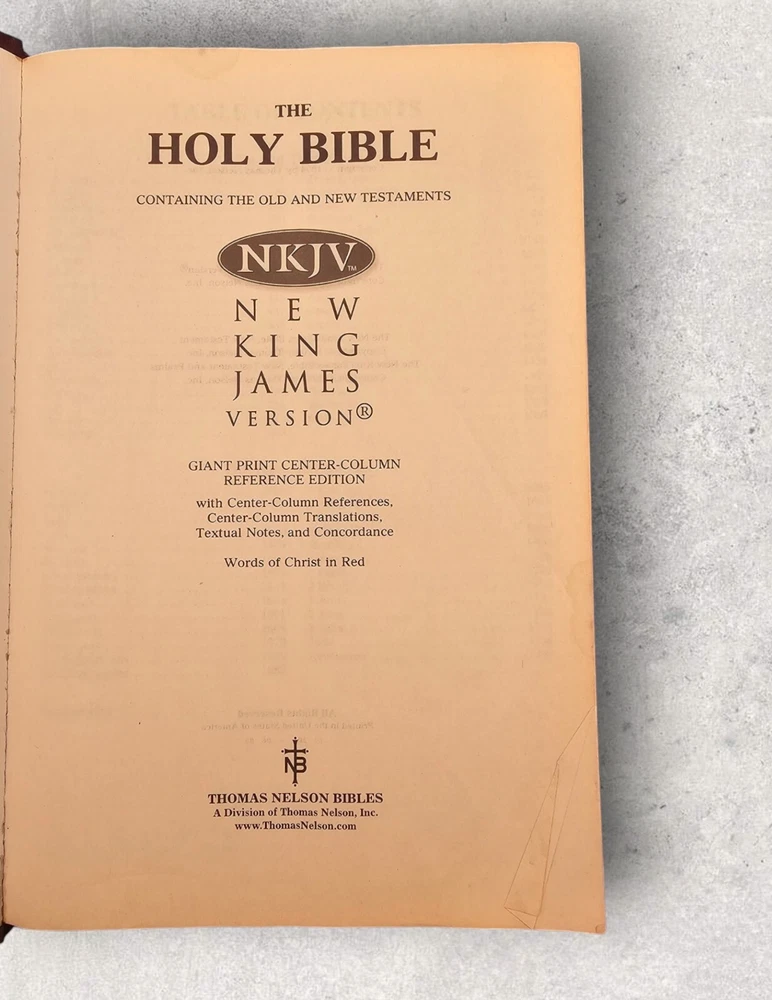 THE
HOLY BIBLE
CONTAINING THE OLD AND NEW TESTAMENTS
NKJV™
NEW
KING
JAMES
VERSION®
GIANT PRINT CENTER-COLUMN
REFERENCE EDITION
with Center-Column References,
Center-Column Translations,
Textual Notes, and Concordance
Words of Christ in Red
NB
THOMAS NELSON BIBLES
A Division of Thomas Nelson, Inc.
www.ThomasNelson.com